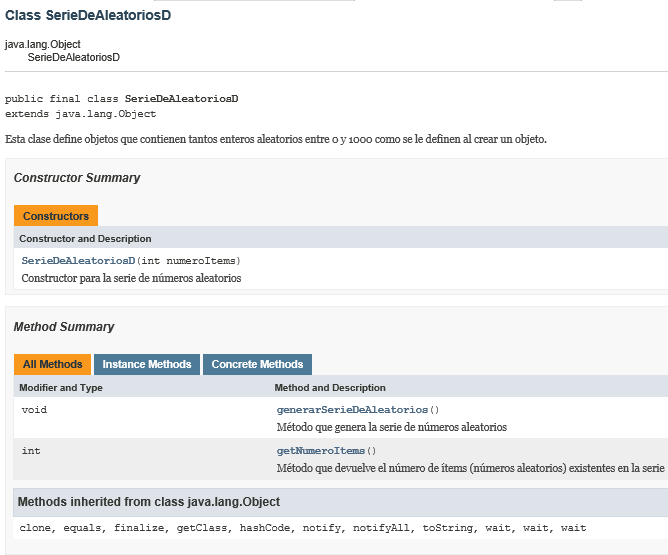 Class SerieDeAleatoriosD
java.lang.Object
SerieDeAleatoriosD
public final class SerieDeAleatoriosD
extends java.lang.Object
Esta clase define objetos que contienen tantos enteros aleatorios entre 0 y 1000 como se le definen al crear un objeto.
Constructor Summary
Constructors
Constructor and Description
SerieDeAleatoriosD(int numeroItems)
Constructor para la serie de números aleatorios
Method Summary
All Methods Instance Methods Concrete Methods
Modifier and Type Method and Description
void generarSerieDeAleatorios()
Método que genera la serie de números aleatorios
int getNumeroItems()
Método que devuelve el número de ítems (números aleatorios) existentes en la serie
Methods inherited from class java.lang.Object
clone, equals, finalize, getClass, hashCode, notify, notifyAll, toString, wait, wait, wait